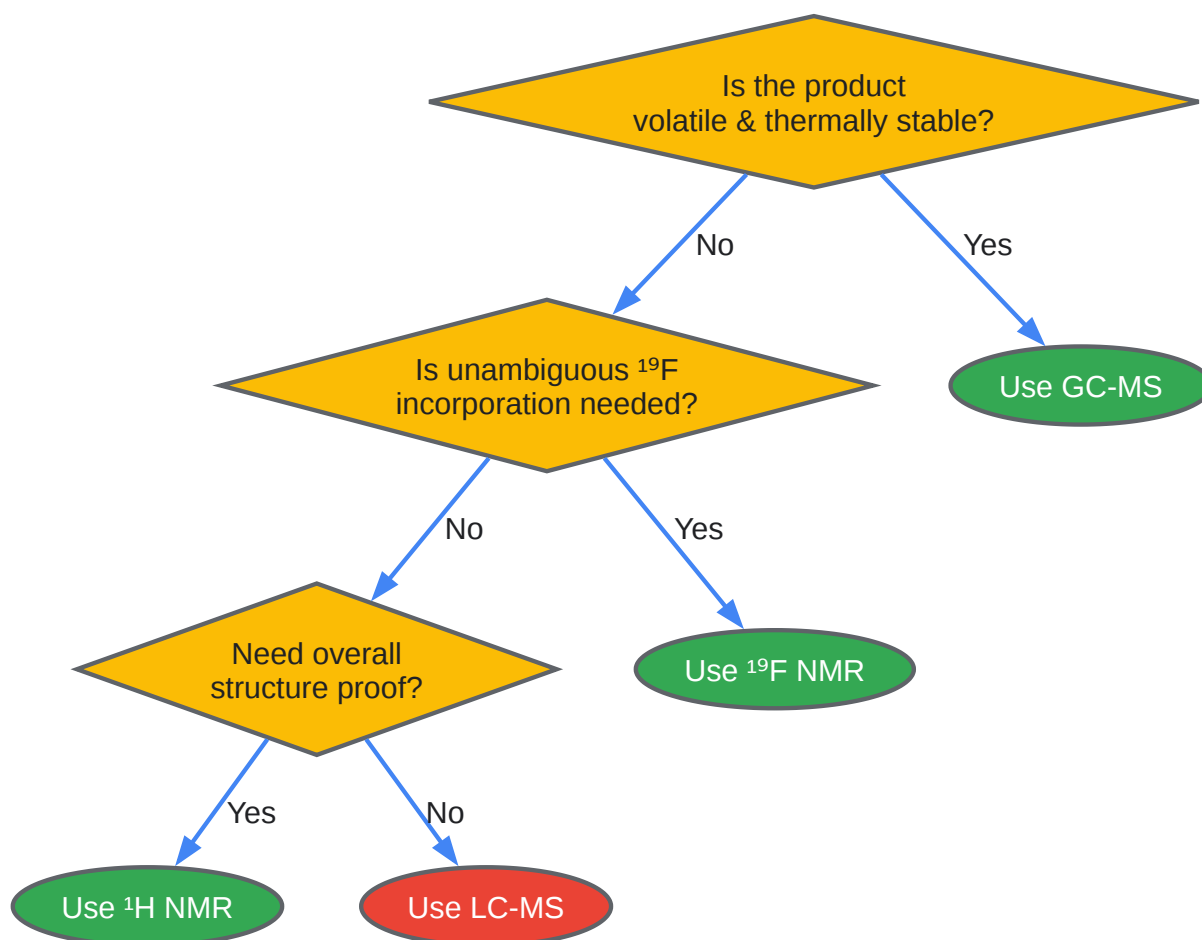 Is the product
volatile & thermally stable?
No
Yes
Is unambiguous ¹⁹F
incorporation needed?
Use GC-MS
No
Yes
Need overall
structure proof?
Use ¹⁹F NMR
Yes
No
Use ¹H NMR
Use LC-MS